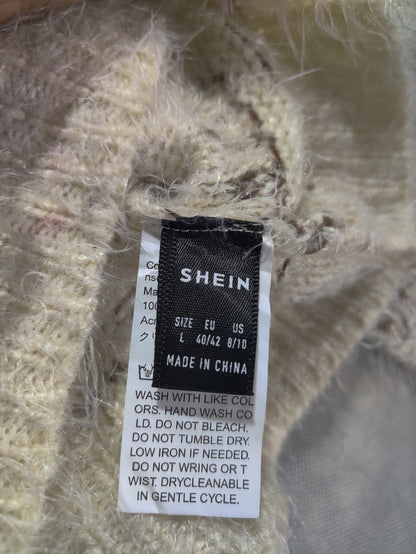 SHEIN
SIZE EU US
L 40/42 8/10
MADE IN CHINA
WASH WITH LIKE COL
ORS. HAND WASH CO
LD. DO NOT BLEACH.
DO NOT TUMBLE DRY.
LOW IRON IF NEEDED.
DO NOT WRING OR T
WIST. DRYCLEANABLE
IN GENTLE CYCLE.